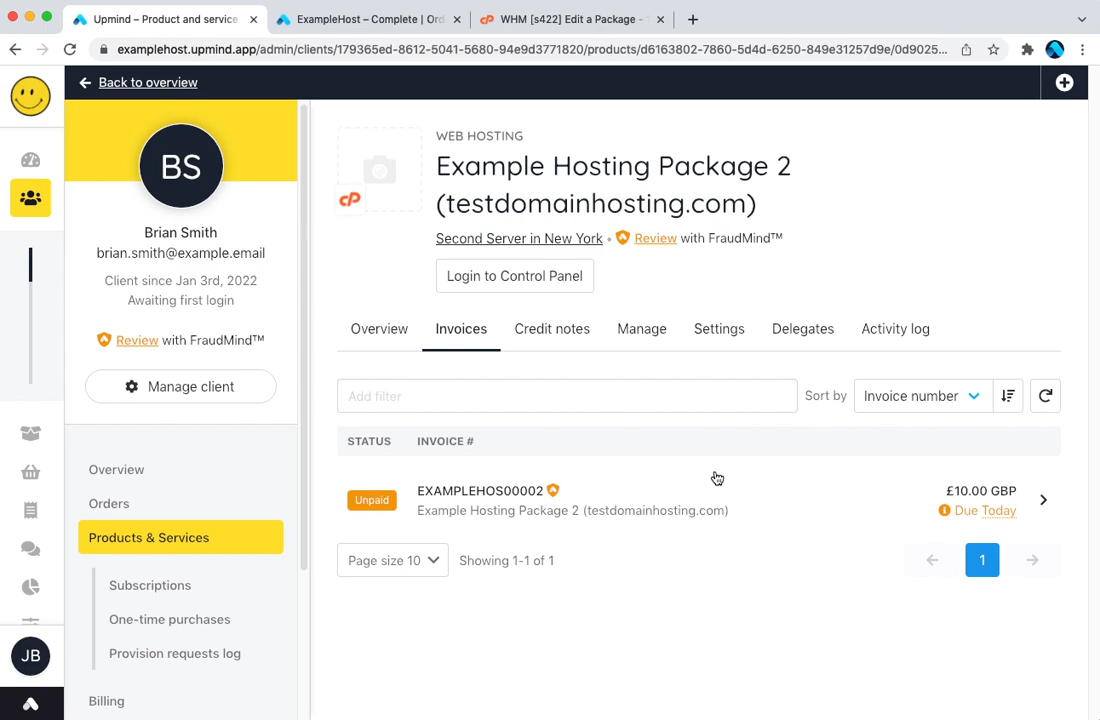 Upmind – Product and service
ExampleHost – Complete | Ord
WHM [s422] Edit a Package -
examplehost.upmind.app/admin/clients/179365ed-8612-5041-5680-94e9d3771820/products/d6163802-7860-5d4d-6250-849e31257d9e/0d9025...
Back to overview
BS
Brian Smith
brian.smith@example.email
Client since Jan 3rd, 2022
Awaiting first login
Review with FraudMind™
Manage client
Overview
Orders
Products & Services
Subscriptions
One-time purchases
Provision requests log
Billing
JB
WEB HOSTING
Example Hosting Package 2
(testdomainhosting.com)
cP
Second Server in New York • Review with FraudMind™
Login to Control Panel
Overview Invoices Credit notes Manage Settings Delegates Activity log
Add filter Sort by Invoice number
STATUS INVOICE #
Unpaid EXAMPLEHOS00002 £10.00 GBP
Example Hosting Package 2 (testdomainhosting.com) Due Today
Page size 10 Showing 1-1 of 1 1